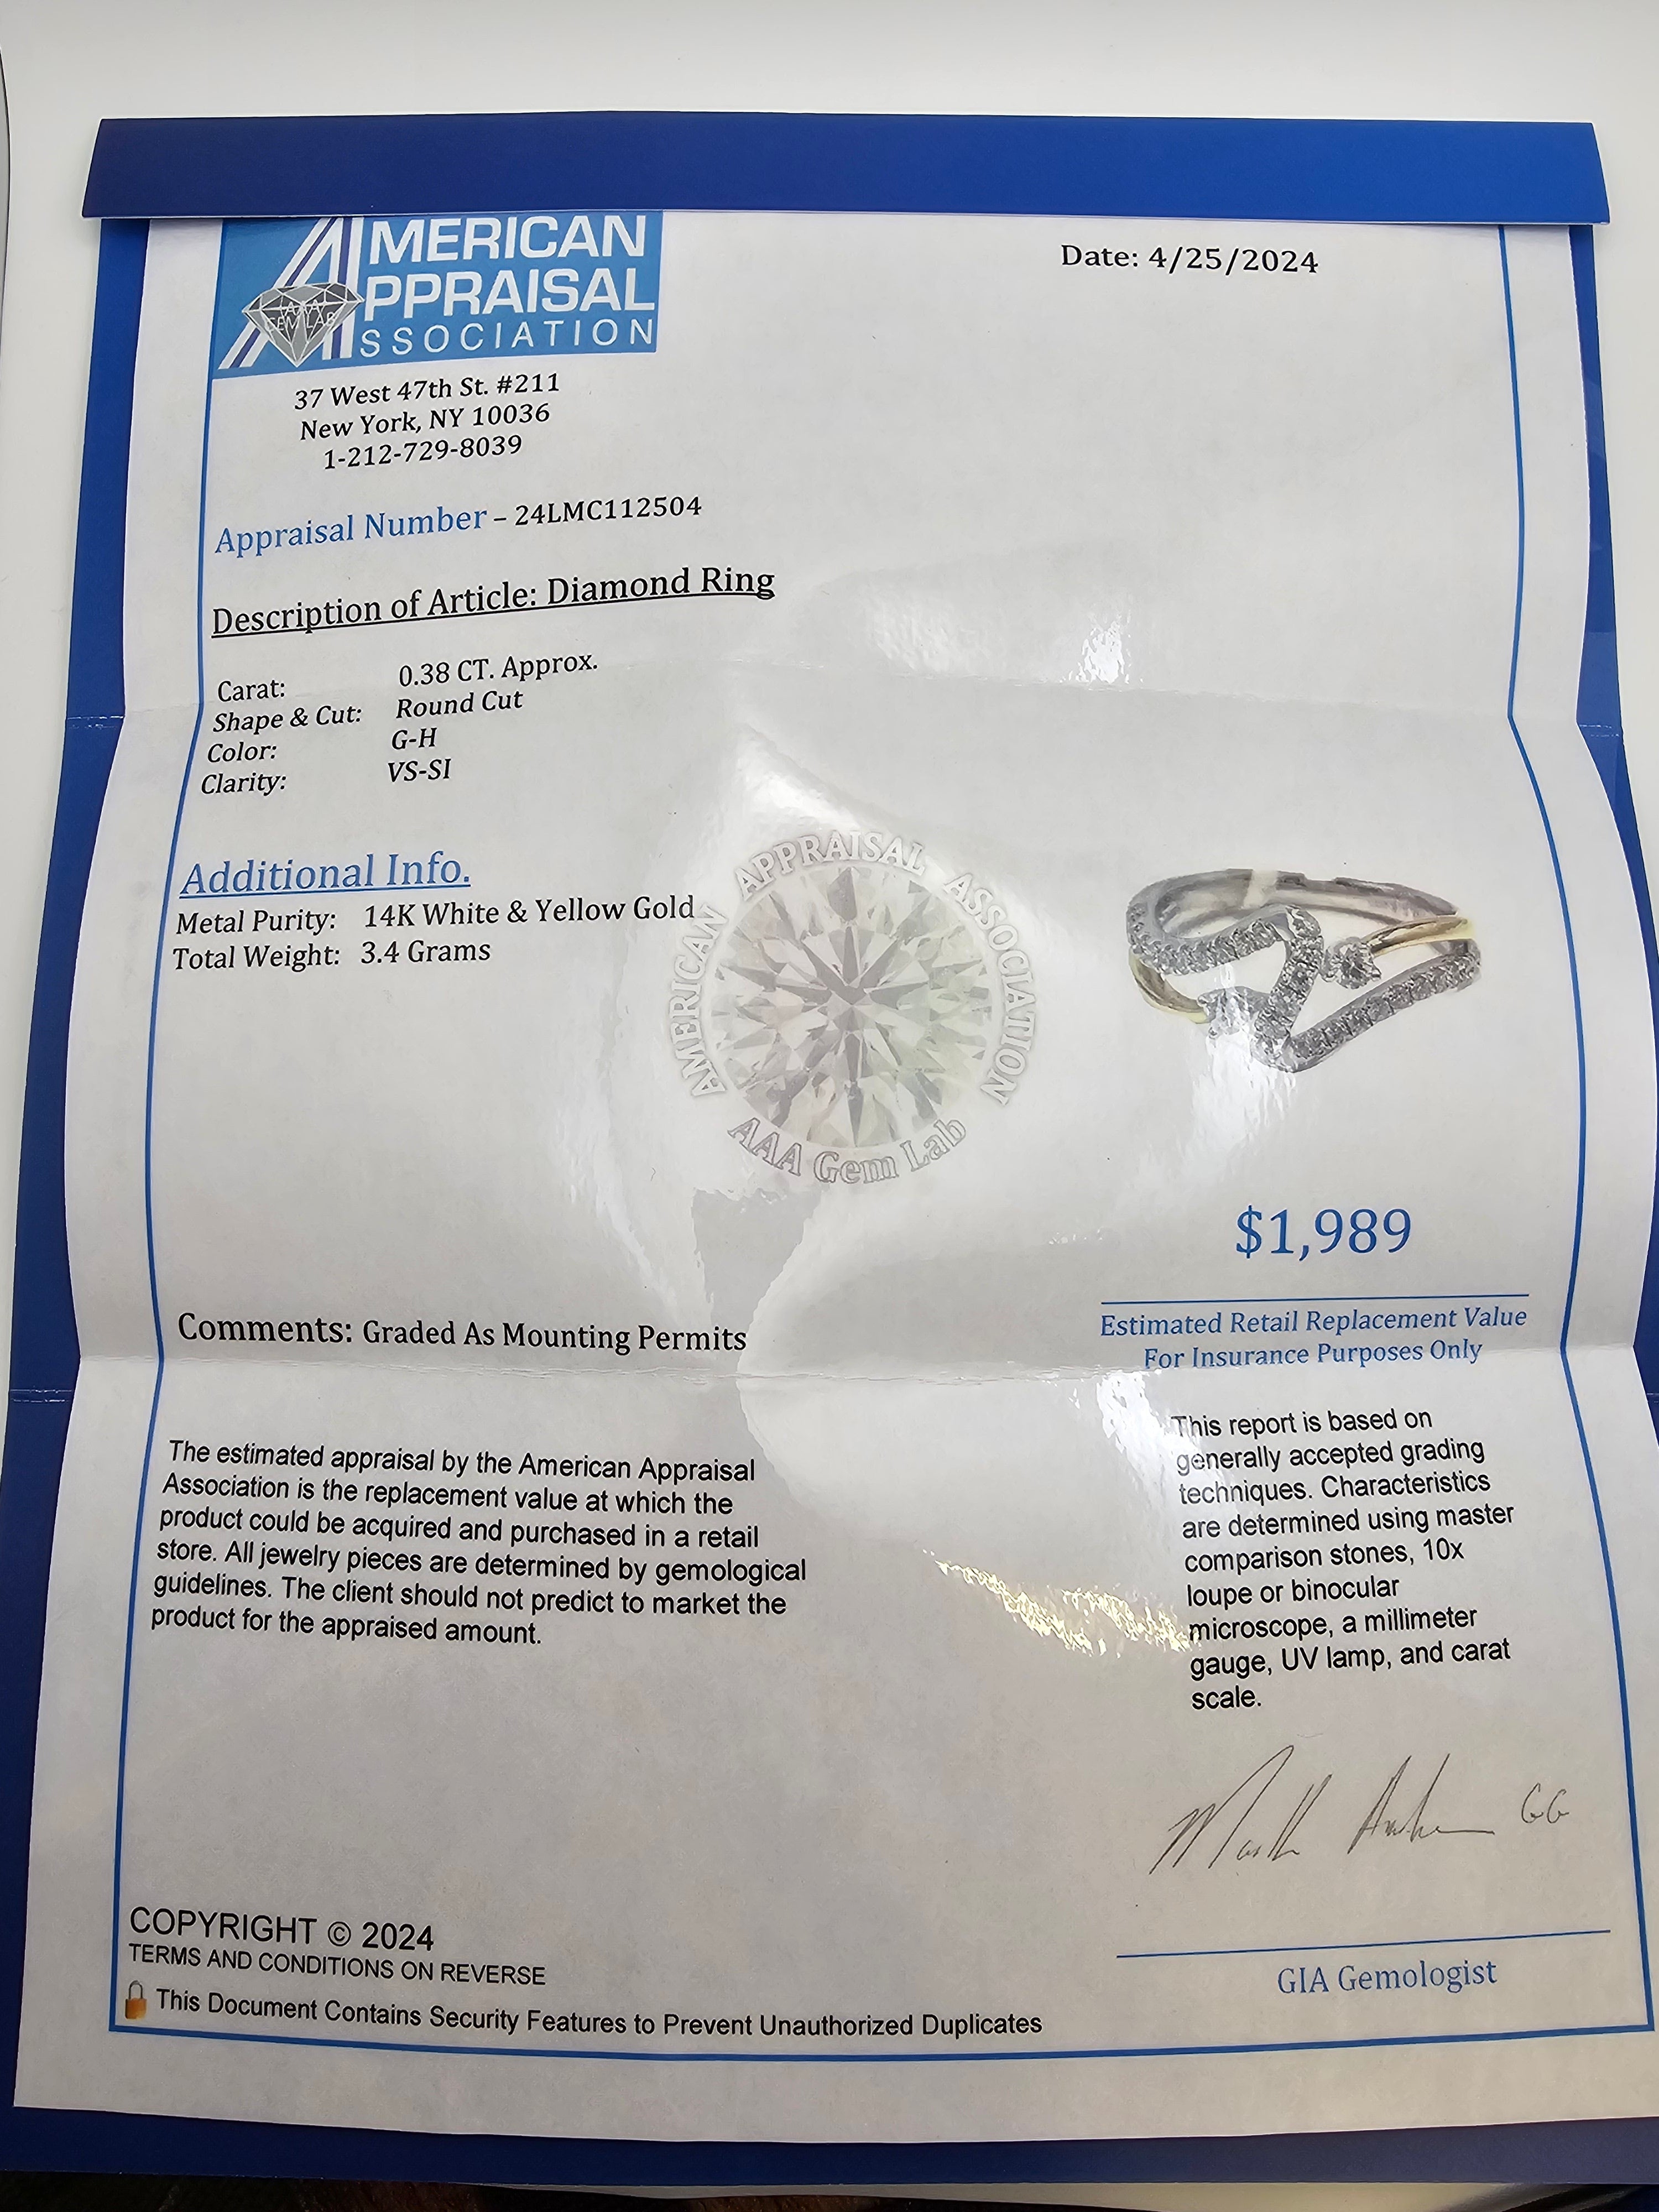 AMERICAN
APPRAISAL
ASSOCIATION
AAA
GEM LAB
Date: 4/25/2024
37 West 47th St. #211
New York, NY 10036
1-212-729-8039
Appraisal Number – 24LMC112504
Description of Article: Diamond Ring
Carat: 0.38 CT. Approx.
Shape & Cut: Round Cut
Color: G-H
Clarity: VS-SI
Additional Info.
Metal Purity: 14K White & Yellow Gold
Total Weight: 3.4 Grams
AMERICAN APPRAISAL ASSOCIATION
AAA Gem Lab
$1,989
Estimated Retail Replacement Value
For Insurance Purposes Only
Comments: Graded As Mounting Permits
The estimated appraisal by the American Appraisal
Association is the replacement value at which the
product could be acquired and purchased in a retail
store. All jewelry pieces are determined by gemological
guidelines. The client should not predict to market the
product for the appraised amount.
This report is based on
generally accepted grading
techniques. Characteristics
are determined using master
comparison stones, 10x
loupe or binocular
microscope, a millimeter
gauge, UV lamp, and carat
scale.
GG
GIA Gemologist
COPYRIGHT © 2024
TERMS AND CONDITIONS ON REVERSE
This Document Contains Security Features to Prevent Unauthorized Duplicates